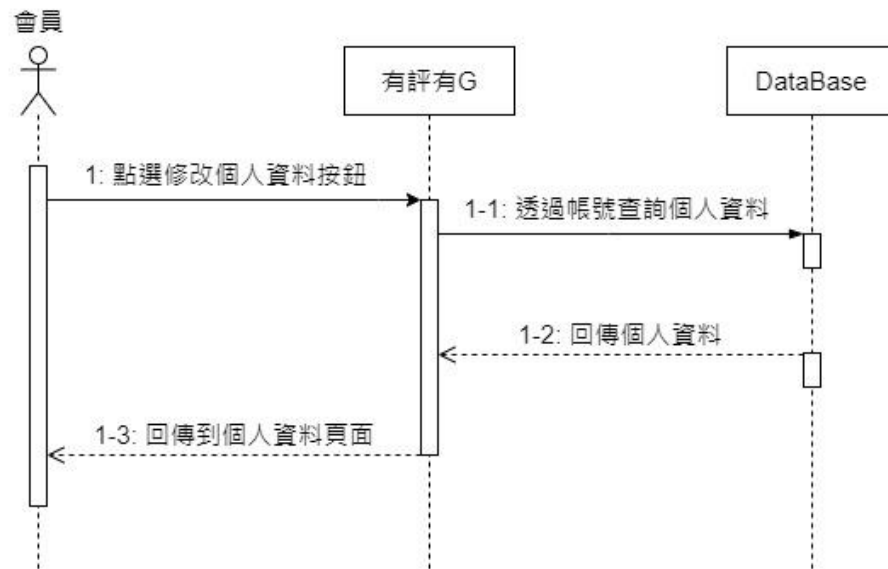 會員
有評有G
DataBase
1: 點選修改個人資料按鈕
1-1: 透過帳號查詢個人資料
1-2: 回傳個人資料
1-3: 回傳到個人資料頁面